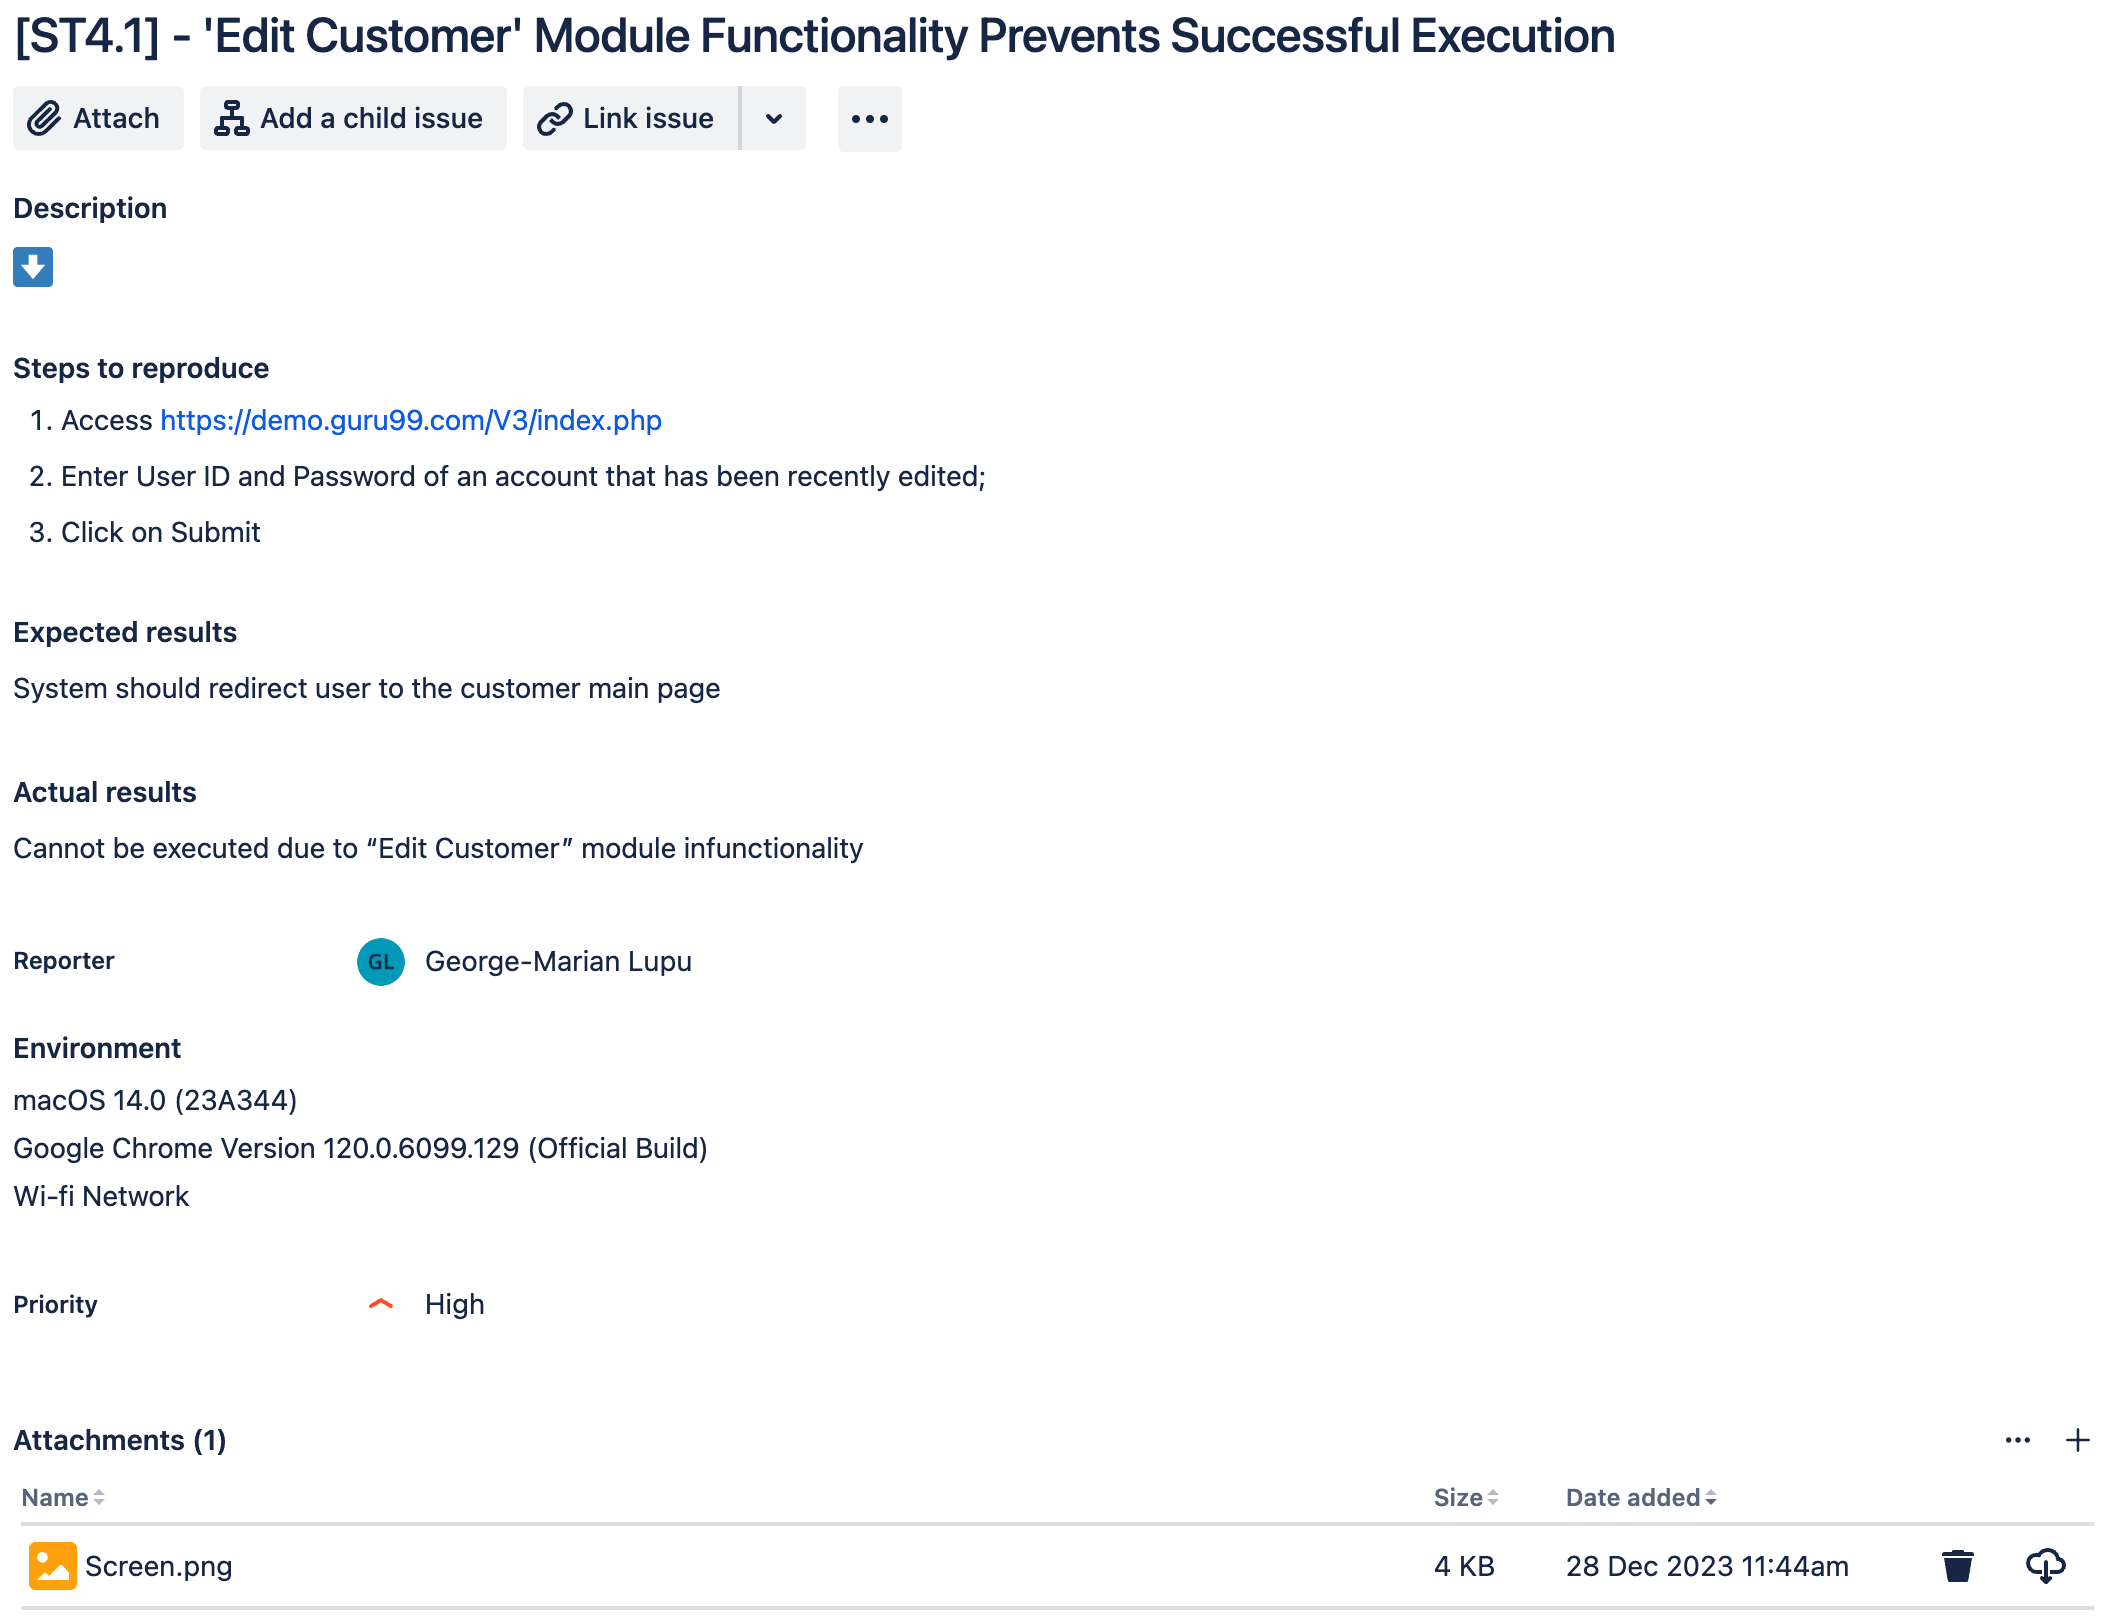 [ST4.1] - 'Edit Customer' Module Functionality Prevents Successful Execution
Attach
Add a child issue
Link issue
Description
Steps to reproduce
1. Access https://demo.guru99.com/V3/index.php
2. Enter User ID and Password of an account that has been recently edited;
3. Click on Submit
Expected results
System should redirect user to the customer main page
Actual results
Cannot be executed due to “Edit Customer” module infunctionality
Reporter GL George-Marian Lupu
Environment
macOS 14.0 (23A344)
Google Chrome Version 120.0.6099.129 (Official Build)
Wi-fi Network
Priority High
Attachments (1)
Name Size Date added
Screen.png 4 KB 28 Dec 2023 11:44am